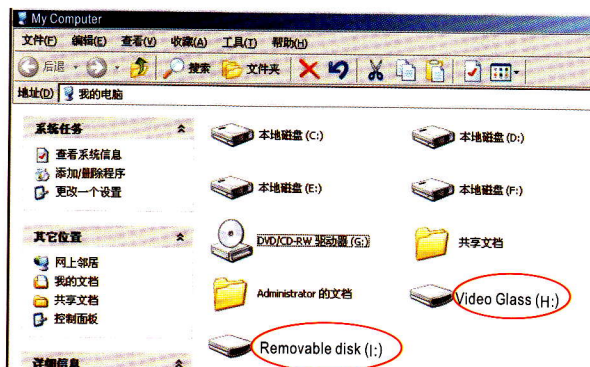 My Computer
文件(F) 编辑(E) 查看(V) 收藏(A) 工具(T) 帮助(H)
后退 搜索 文件夹
地址(D) 我的电脑
系统任务
查看系统信息
添加/删除程序
更改一个设置
其它位置
网上邻居
我的文档
共享文档
控制面板
详细信息
本地磁盘 (C:) 本地磁盘 (D:)
本地磁盘 (E:) 本地磁盘 (F:)
DVD/CD-RW 驱动器 (G:) 共享文档
Administrator 的文档 Video Glass (H:)
Removable disk (I:)